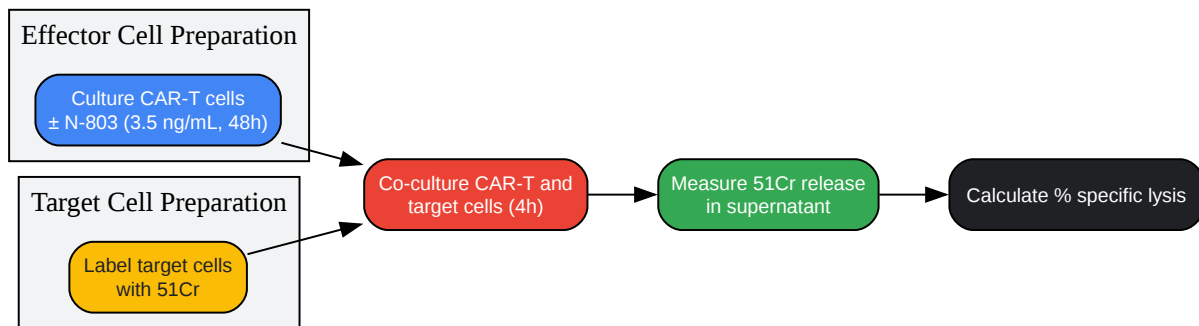 Effector Cell Preparation
Culture CAR-T cells
± N-803 (3.5 ng/mL, 48h)
Target Cell Preparation
Label target cells
with 51Cr
Co-culture CAR-T and
target cells (4h)
Measure 51Cr release
in supernatant
Calculate % specific lysis